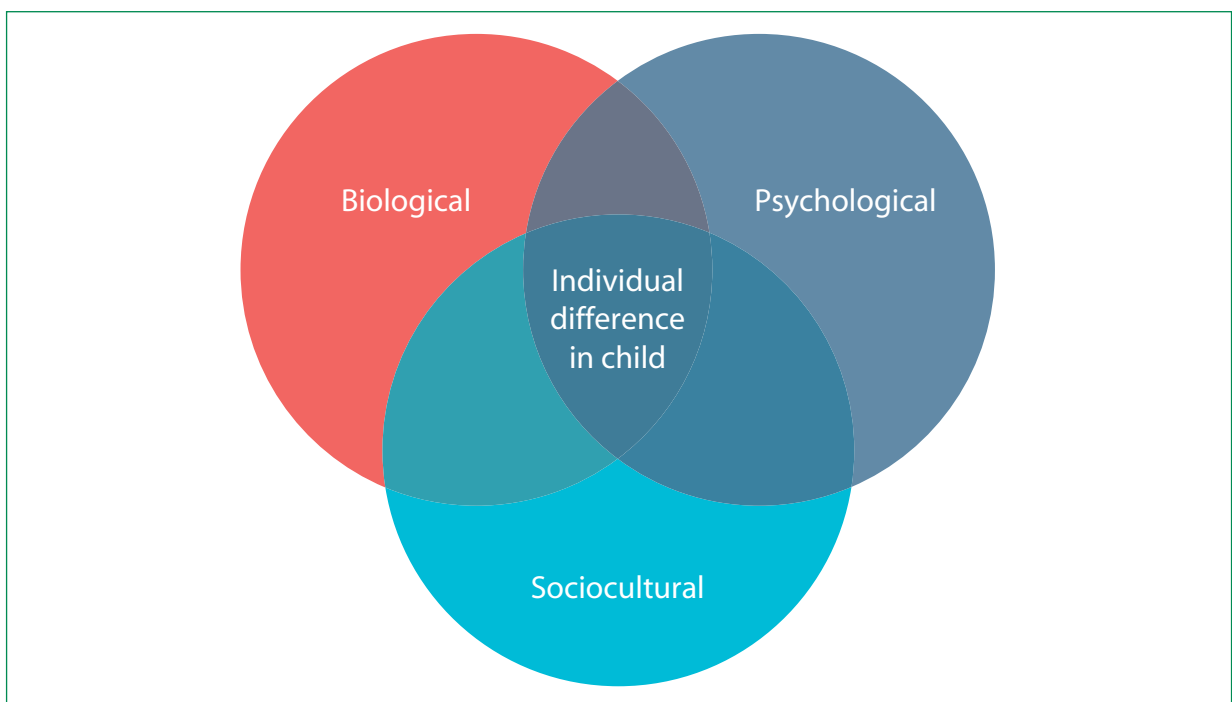 Biological
Psychological
Individual
difference
in child
Sociocultural